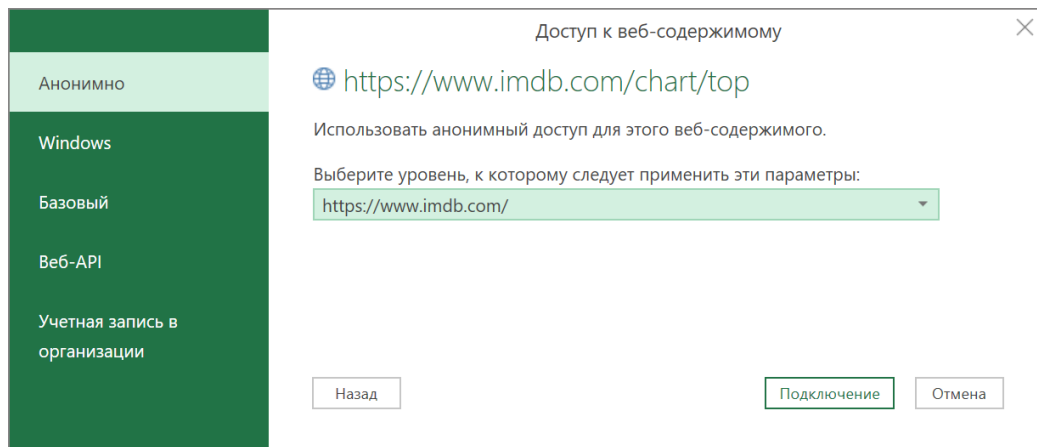 Доступ к веб-содержимому
Анонимно
Windows
Базовый
Веб-API
Учетная запись в
организации
https://www.imdb.com/chart/top
Использовать анонимный доступ для этого веб-содержимого.
Выберите уровень, к которому следует применить эти параметры:
https://www.imdb.com/
Назад
Подключение
Отмена